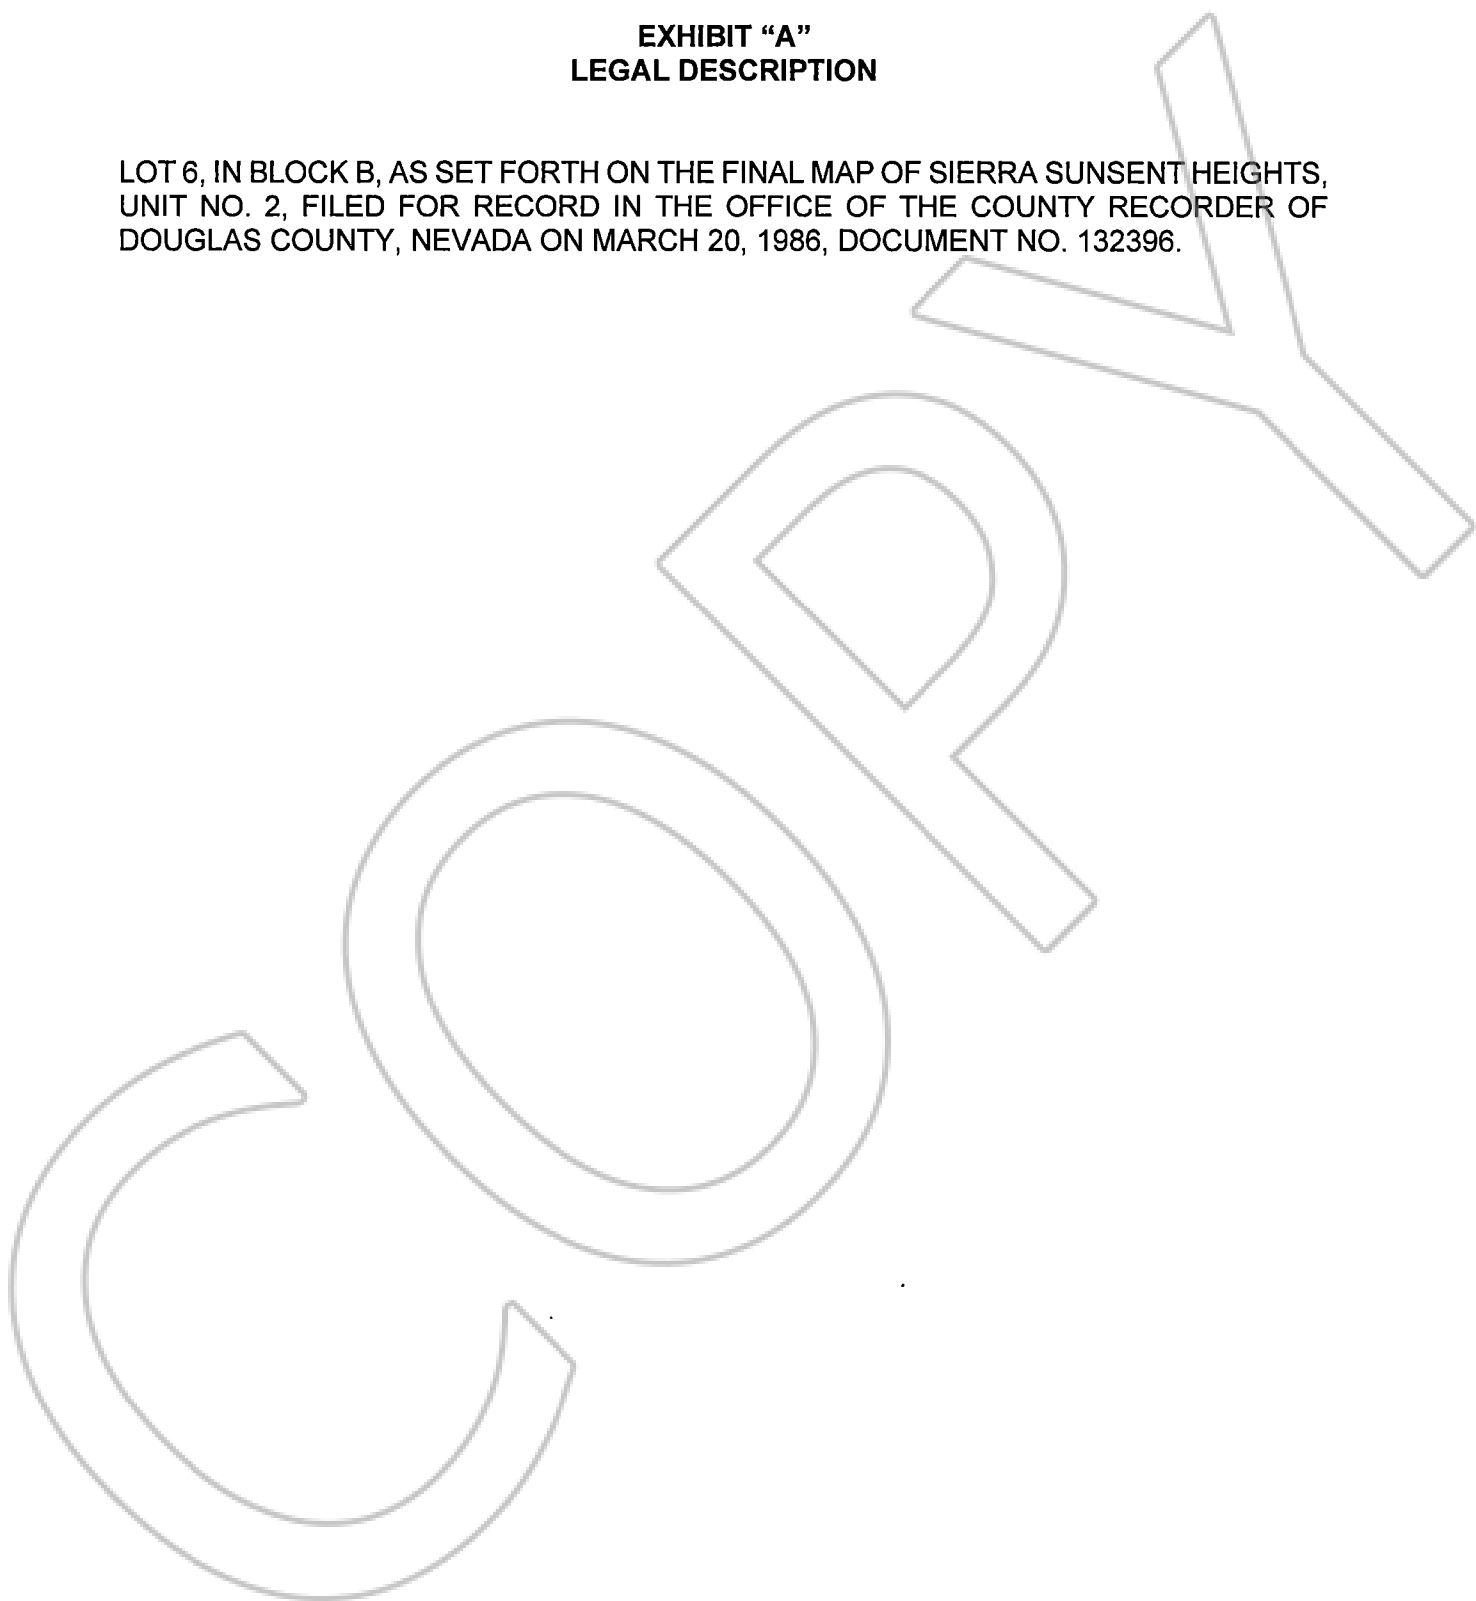 EXHIBIT “A”
LEGAL DESCRIPTION
LOT 6, IN BLOCK B, AS SET FORTH ON THE FINAL MAP OF SIERRA SUNSENT HEIGHTS,
UNIT NO. 2, FILED FOR RECORD IN THE OFFICE OF THE COUNTY RECORDER OF
DOUGLAS COUNTY, NEVADA ON MARCH 20, 1986, DOCUMENT NO. 132396.
COPY